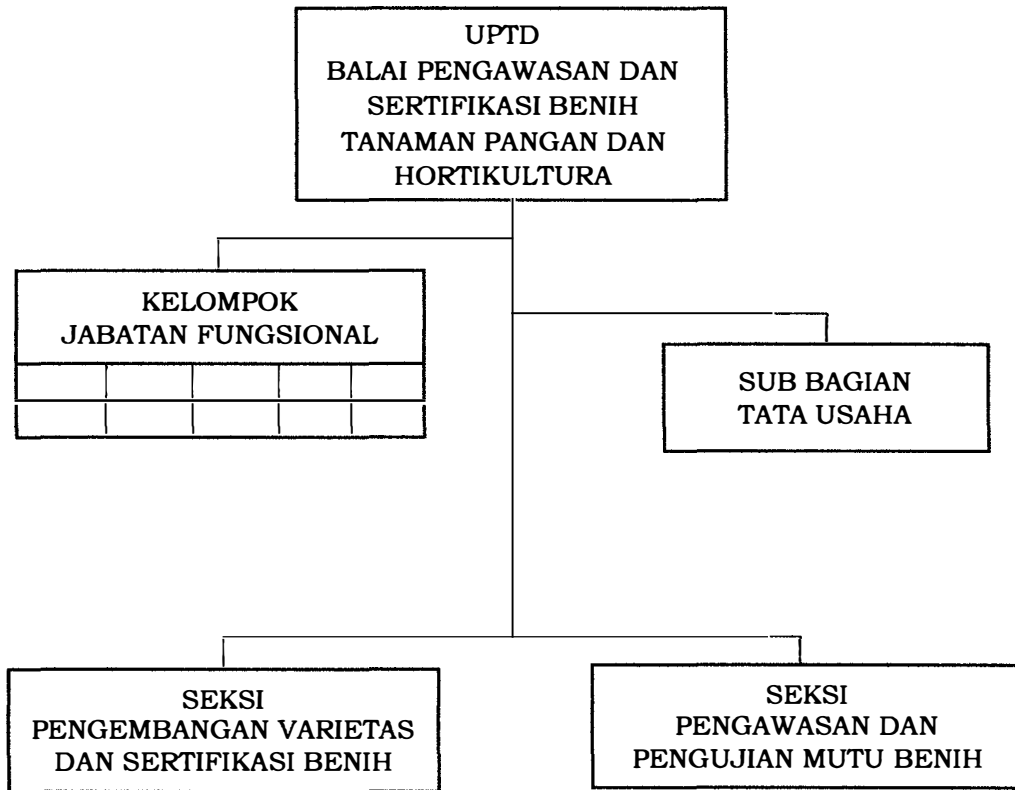 UPTD
BALAI PENGAWASAN DAN
SERTIFIKASI BENIH
TANAMAN PANGAN DAN
HORTIKULTURA
KELOMPOK
JABATAN FUNGSIONAL
SUB BAGIAN
TATA USAHA
SEKSI
PENGEMBANGAN VARIETAS
DAN SERTIFIKASI BENIH
SEKSI
PENGAWASAN DAN
PENGUJIAN MUTU BENIH